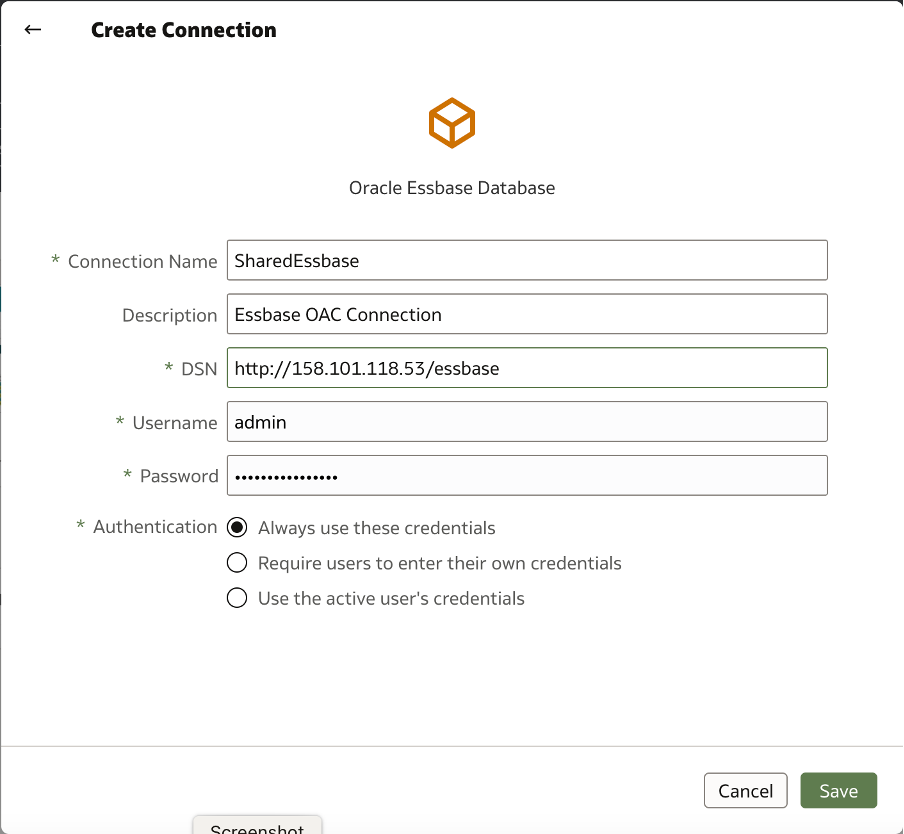 Create Connection
Oracle Essbase Database
* Connection Name SharedEssbase
Description Essbase OAC Connection
* DSN http://158.101.118.53/essbase
* Username admin
* Password ••••••••••••••••
* Authentication Always use these credentials
Require users to enter their own credentials
Use the active user's credentials
Cancel Save
Screenshot